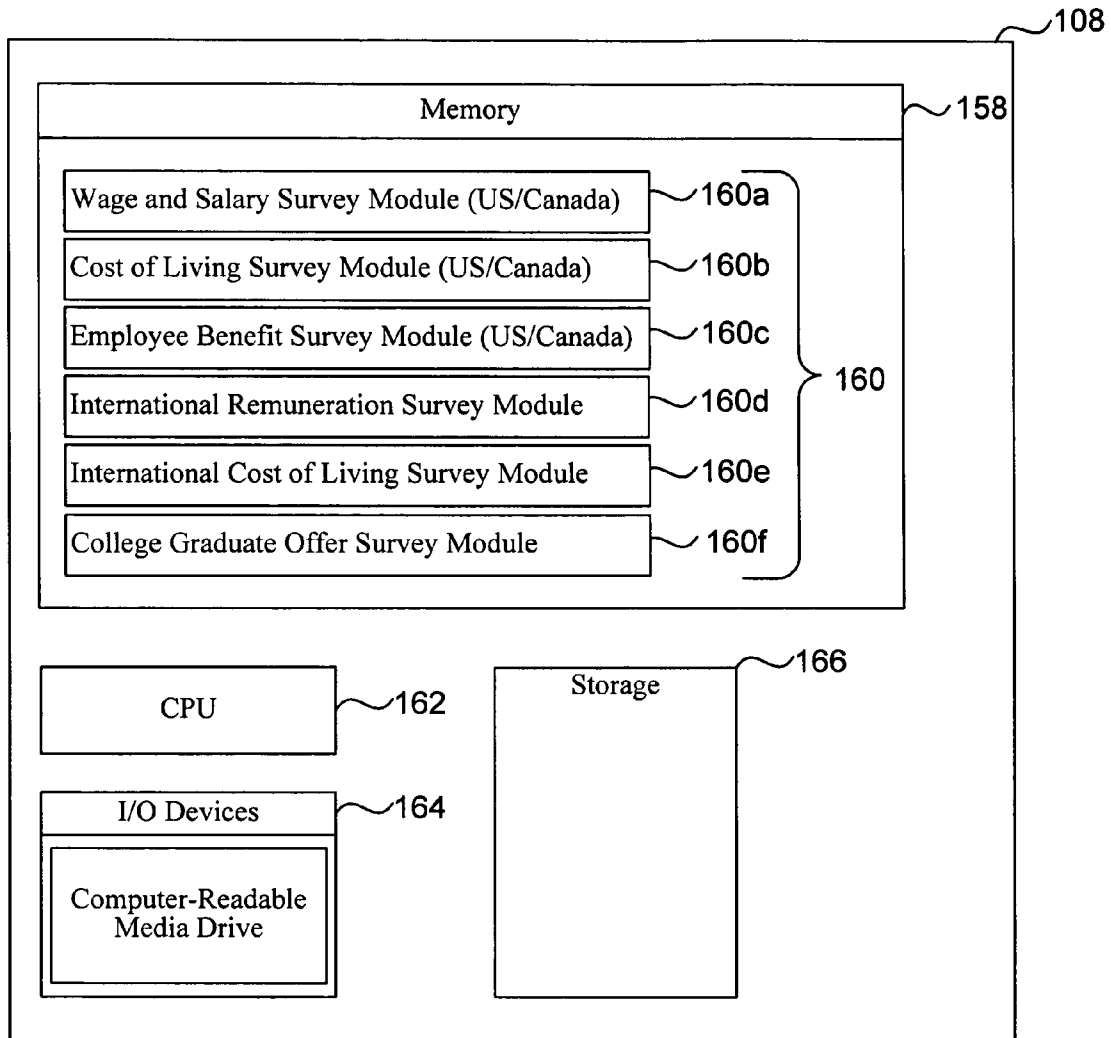 108
Memory
158
Wage and Salary Survey Module (US/Canada)
160a
Cost of Living Survey Module (US/Canada)
160b
Employee Benefit Survey Module (US/Canada)
160c
160
International Remuneration Survey Module
160d
International Cost of Living Survey Module
160e
College Graduate Offer Survey Module
160f
CPU
162
Storage
166
I/O Devices
164
Computer-Readable
Media Drive